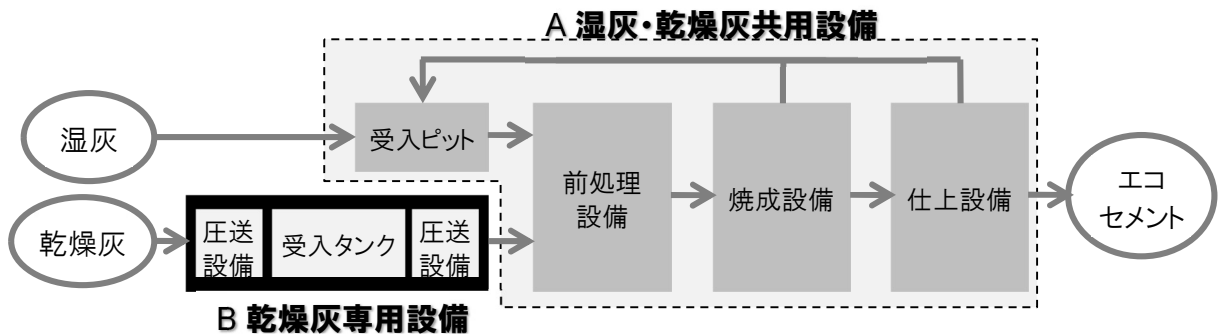 A 湿灰・乾燥灰共用設備
湿灰
受入ピット
前処理
設備
焼成設備
仕上設備
エコ
セメント
乾燥灰
圧送
設備
受入タンク
圧送
設備
B 乾燥灰専用設備